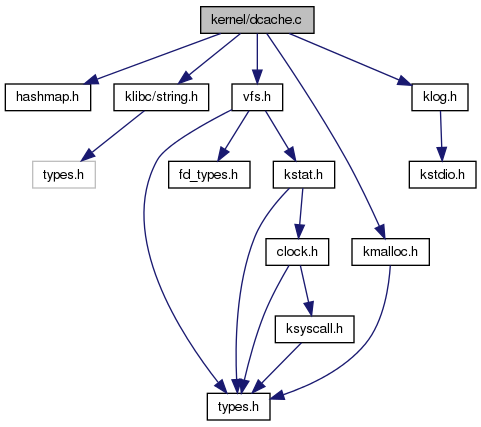 kernel/dcache.c
hashmap.h
klibc/string.h
vfs.h
klog.h
types.h
fd_types.h
kstat.h
kstdio.h
clock.h
kmalloc.h
ksyscall.h
types.h